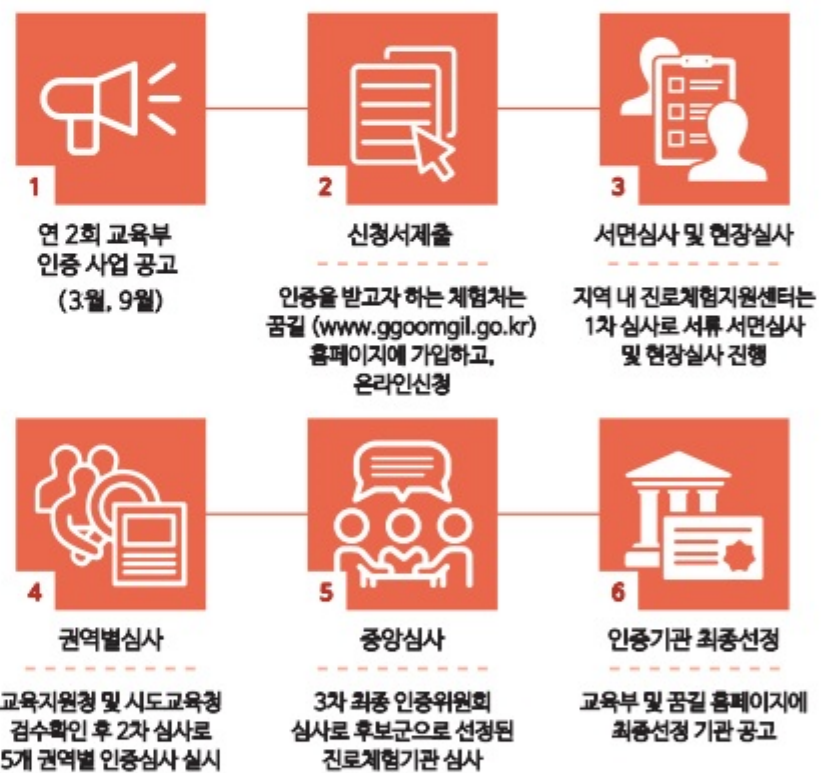 1
연 2회 교육부
인증 사업 공고
(3월, 9월)
2
신청서제출
인증을 받고자 하는 체험처는
꿈길 (www.ggoomgil.go.kr)
홈페이지에 가입하고,
온라인신청
3
서면심사 및 현장실사
지역 내 진로체험지원센터는
1차 심사로 서류 서면심사
및 현장실사 진행
4
권역별심사
교육지원청 및 시도교육청
검수확인 후 2차 심사로
5개 권역별 인증심사 실시
5
중앙심사
3차 최종 인증위원회
심사로 후보군으로 선정된
진로체험기관 심사
6
인증기관 최종선정
교육부 및 꿈길 홈페이지에
최종선정 기관 공고